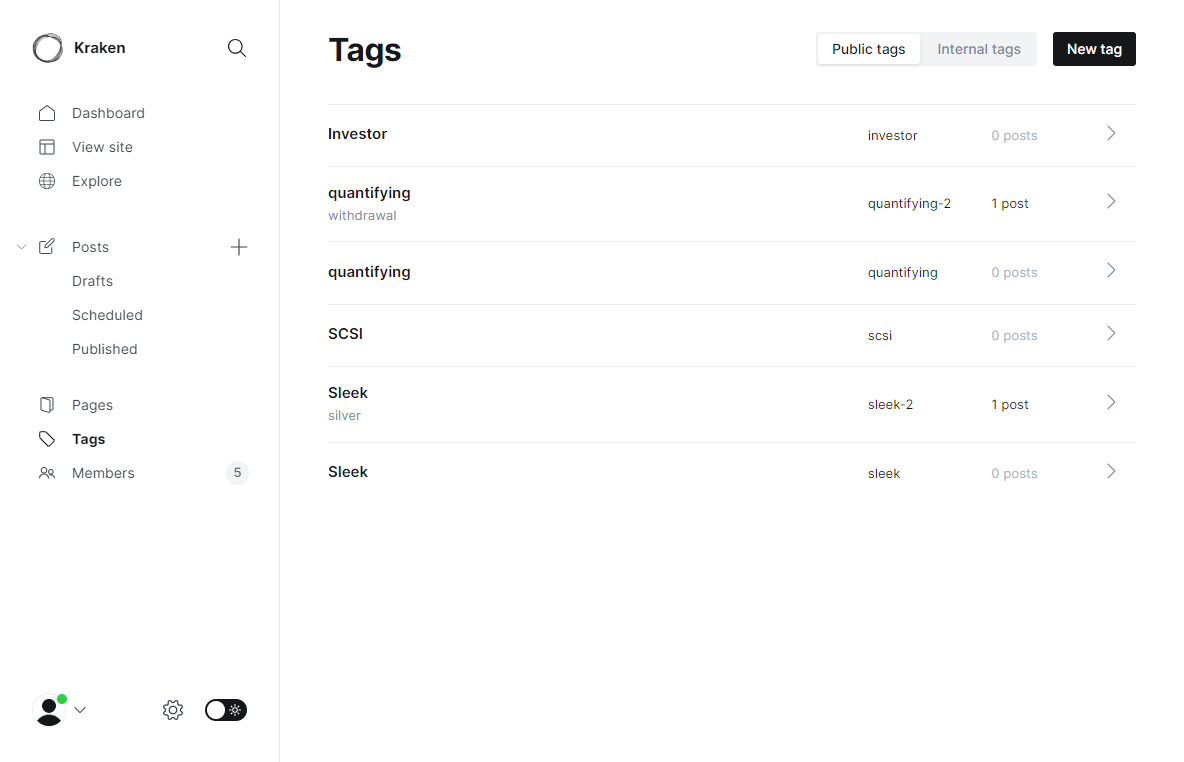 Kraken
Dashboard
View site
Explore
Posts
Drafts
Scheduled
Published
Pages
Tags
Members 5
Tags
Public tags Internal tags New tag
Investor investor 0 posts
quantifying
withdrawal
quantifying-2 1 post
quantifying quantifying 0 posts
SCSI scsi 0 posts
Sleek
silver
sleek-2 1 post
Sleek sleek 0 posts